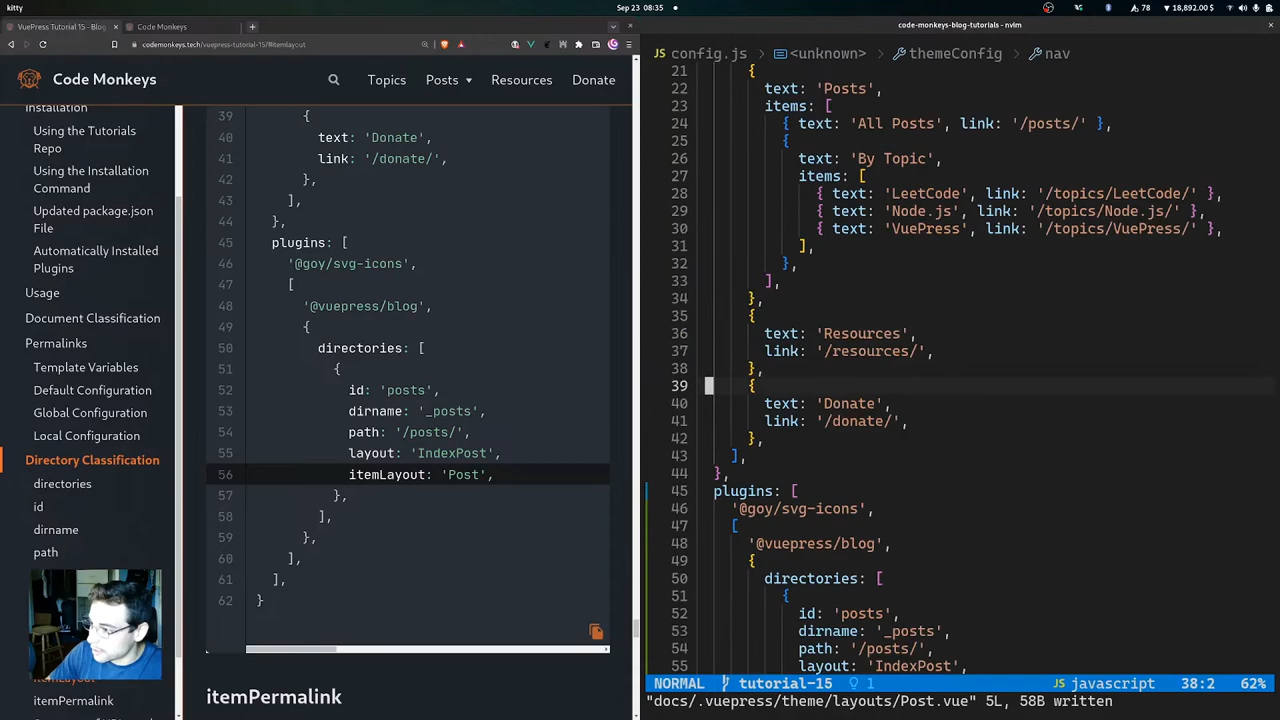 kitty
Sep 23 08:35
78
18,892.00 $
VuePress Tutorial 15 - Blog
Code Monkeys
codemonkeys.tech/vuepress-tutorial-15/#itemlayout
Code Monkeys
Topics
Posts
Resources
Donate
Installation
Using the Tutorials
Repo
Using the Installation
Command
Updated package.json
File
Automatically Installed
Plugins
Usage
Document Classification
Permalinks
Template Variables
Default Configuration
Global Configuration
Local Configuration
Directory Classification
directories
id
dirname
path
itemPermalink
39 {
40 text: 'Donate',
41 link: '/donate/',
42 },
43 ],
44 },
45 plugins: [
46 '@goy/svg-icons',
47 [
48 '@vuepress/blog',
49 {
50 directories: [
51 {
52 id: 'posts',
53 dirname: '_posts',
54 path: '/posts/',
55 layout: 'IndexPost',
56 itemLayout: 'Post',
57 },
58 ],
59 },
60 ],
61 ],
62 }
itemPermalink
code-monkeys-blog-tutorials - nvim
JS config.js > <unknown> > themeConfig > nav
21 {
22 text: 'Posts',
23 items: [
24 { text: 'All Posts', link: '/posts/' },
25 {
26 text: 'By Topic',
27 items: [
28 { text: 'LeetCode', link: '/topics/LeetCode/' },
29 { text: 'Node.js', link: '/topics/Node.js/' },
30 { text: 'VuePress', link: '/topics/VuePress/' },
31 ],
32 },
33 ],
34 },
35 {
36 text: 'Resources',
37 link: '/resources/',
38 },
39 {
40 text: 'Donate',
41 link: '/donate/',
42 },
43 ],
44 },
45 plugins: [
46 '@goy/svg-icons',
47 [
48 '@vuepress/blog',
49 {
50 directories: [
51 {
52 id: 'posts',
53 dirname: '_posts',
54 path: '/posts/',
55 layout: 'IndexPost',
NORMAL tutorial-15 1 JS javascript 38:2 62%
"docs/.vuepress/theme/layouts/Post.vue" 5L, 58B written